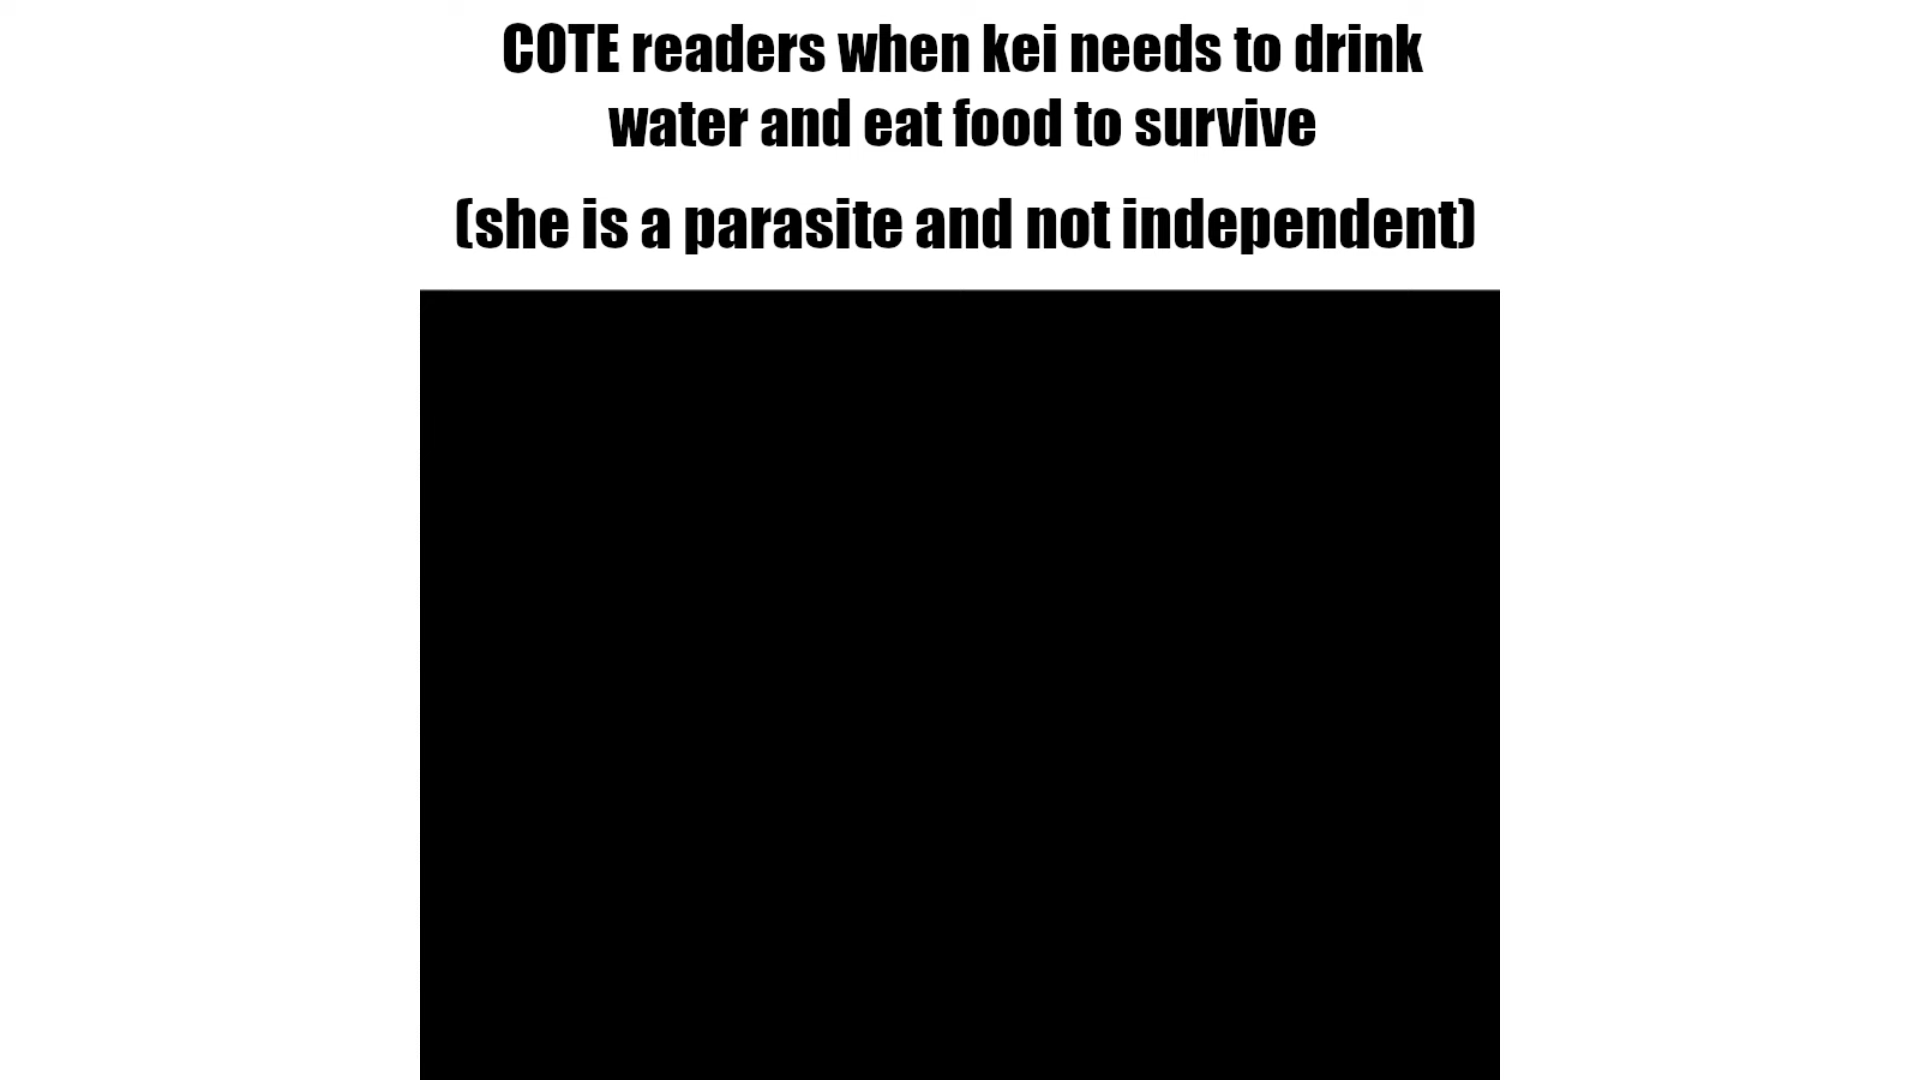 COTE readers when kei needs to drink
water and eat food to survive
(she is a parasite and not independent)